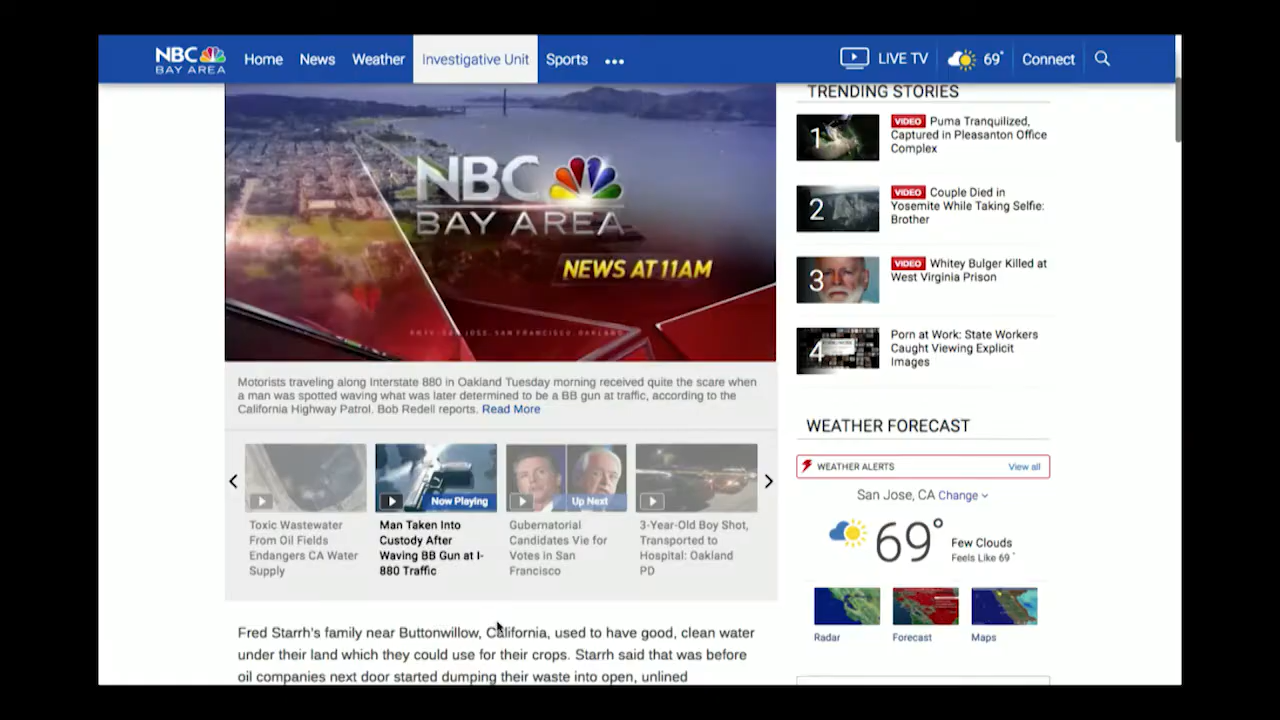 NBC
BAY AREA
Home
News
Weather
Investigative Unit
Sports
LIVE TV
69°
Connect
NBC
BAY AREA
NEWS AT 11AM
KNTV SAN JOSE, SAN FRANCISCO, OAKLAND
Motorists traveling along Interstate 880 in Oakland Tuesday morning received quite the scare when
a man was spotted waving what was later determined to be a BB gun at traffic, according to the
California Highway Patrol. Bob Redell reports. Read More
Toxic Wastewater
From Oil Fields
Endangers CA Water
Supply
Now Playing
Man Taken Into
Custody After
Waving BB Gun at I-
880 Traffic
Up Next
Gubernatorial
Candidates Vie for
Votes in San
Francisco
3-Year-Old Boy Shot,
Transported to
Hospital: Oakland
PD
Fred Starrh's family near Buttonwillow, California, used to have good, clean water
under their land which they could use for their crops. Starrh said that was before
oil companies next door started dumping their waste into open, unlined
TRENDING STORIES
1
VIDEO Puma Tranquilized,
Captured in Pleasanton Office
Complex
2
VIDEO Couple Died in
Yosemite While Taking Selfie:
Brother
3
VIDEO Whitey Bulger Killed at
West Virginia Prison
4
Porn at Work: State Workers
Caught Viewing Explicit
Images
WEATHER FORECAST
WEATHER ALERTS
View all
San Jose, CA Change
69°
Few Clouds
Feels Like 69°
Radar
Forecast
Maps